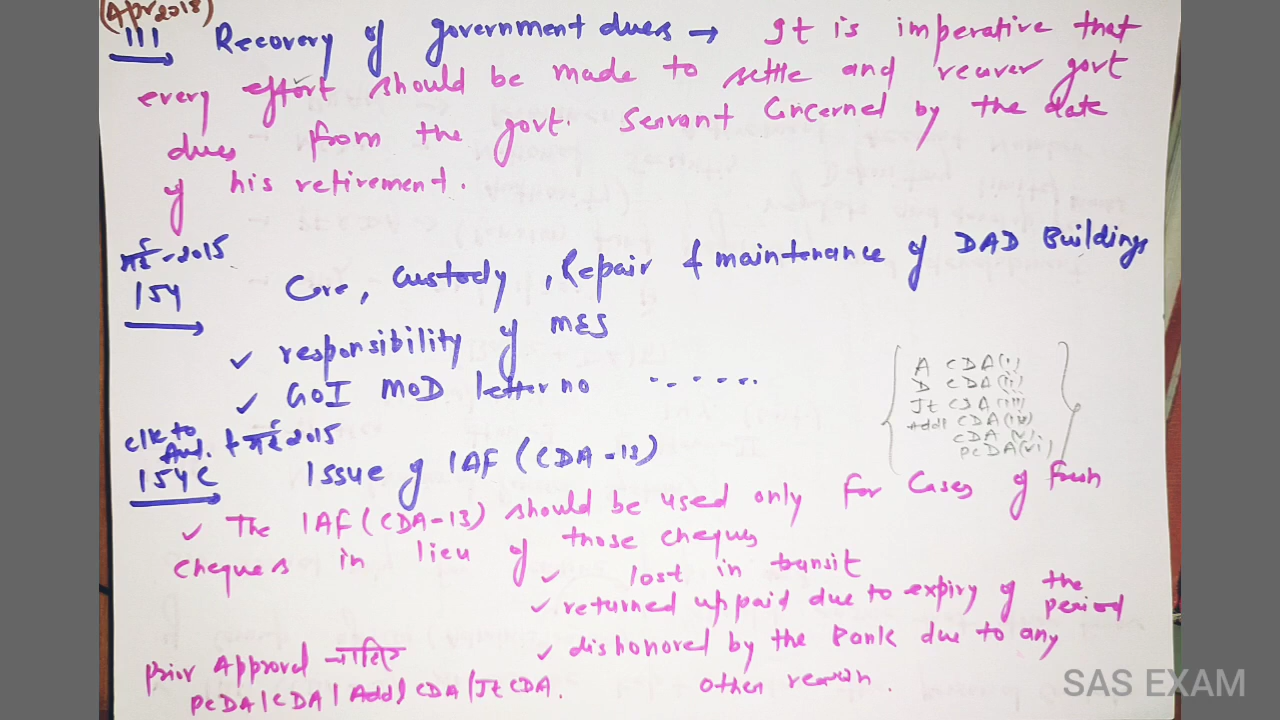 (Apr 2018)
111 Recovery of government dues → It is imperative that
every effort should be made to settle and recover govt
dues from the govt. Servant Concerned by the date
of his retirement.
2015
154 Care, custody, Repair & maintenance of DAD Buildings
✓ responsibility of MES
✓ GoI MoD letter no ......
A CDA(i)
D CDA(ii)
Jt CDA(iii)
Addl CDA(iv)
CDA (v)
PCDA(vi)
clk to
Aud. + 2015
154C Issue of IAF (CDA-13)
✓ The IAF (CDA-13) should be used only for Cases of fresh
cheques in lieu of those cheques
✓ lost in transit
✓ returned uppaid due to expiry of the
period
✓ dishonored by the Bank due to any
other reason.
prior Approval → चाहिए
PCDA/CDA/Addl CDA/Jt CDA.
SAS EXAM